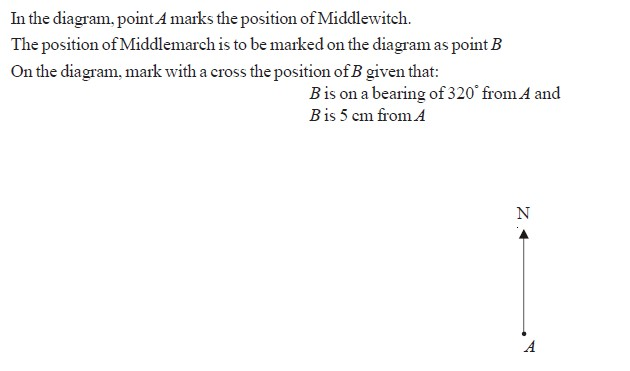 In the diagram, point A marks the position of Middlewitch.
The position of Middlemarch is to be marked on the diagram as point B
On the diagram, mark with a cross the position of B given that:
B is on a bearing of 320° from A and
B is 5 cm from A
N
A